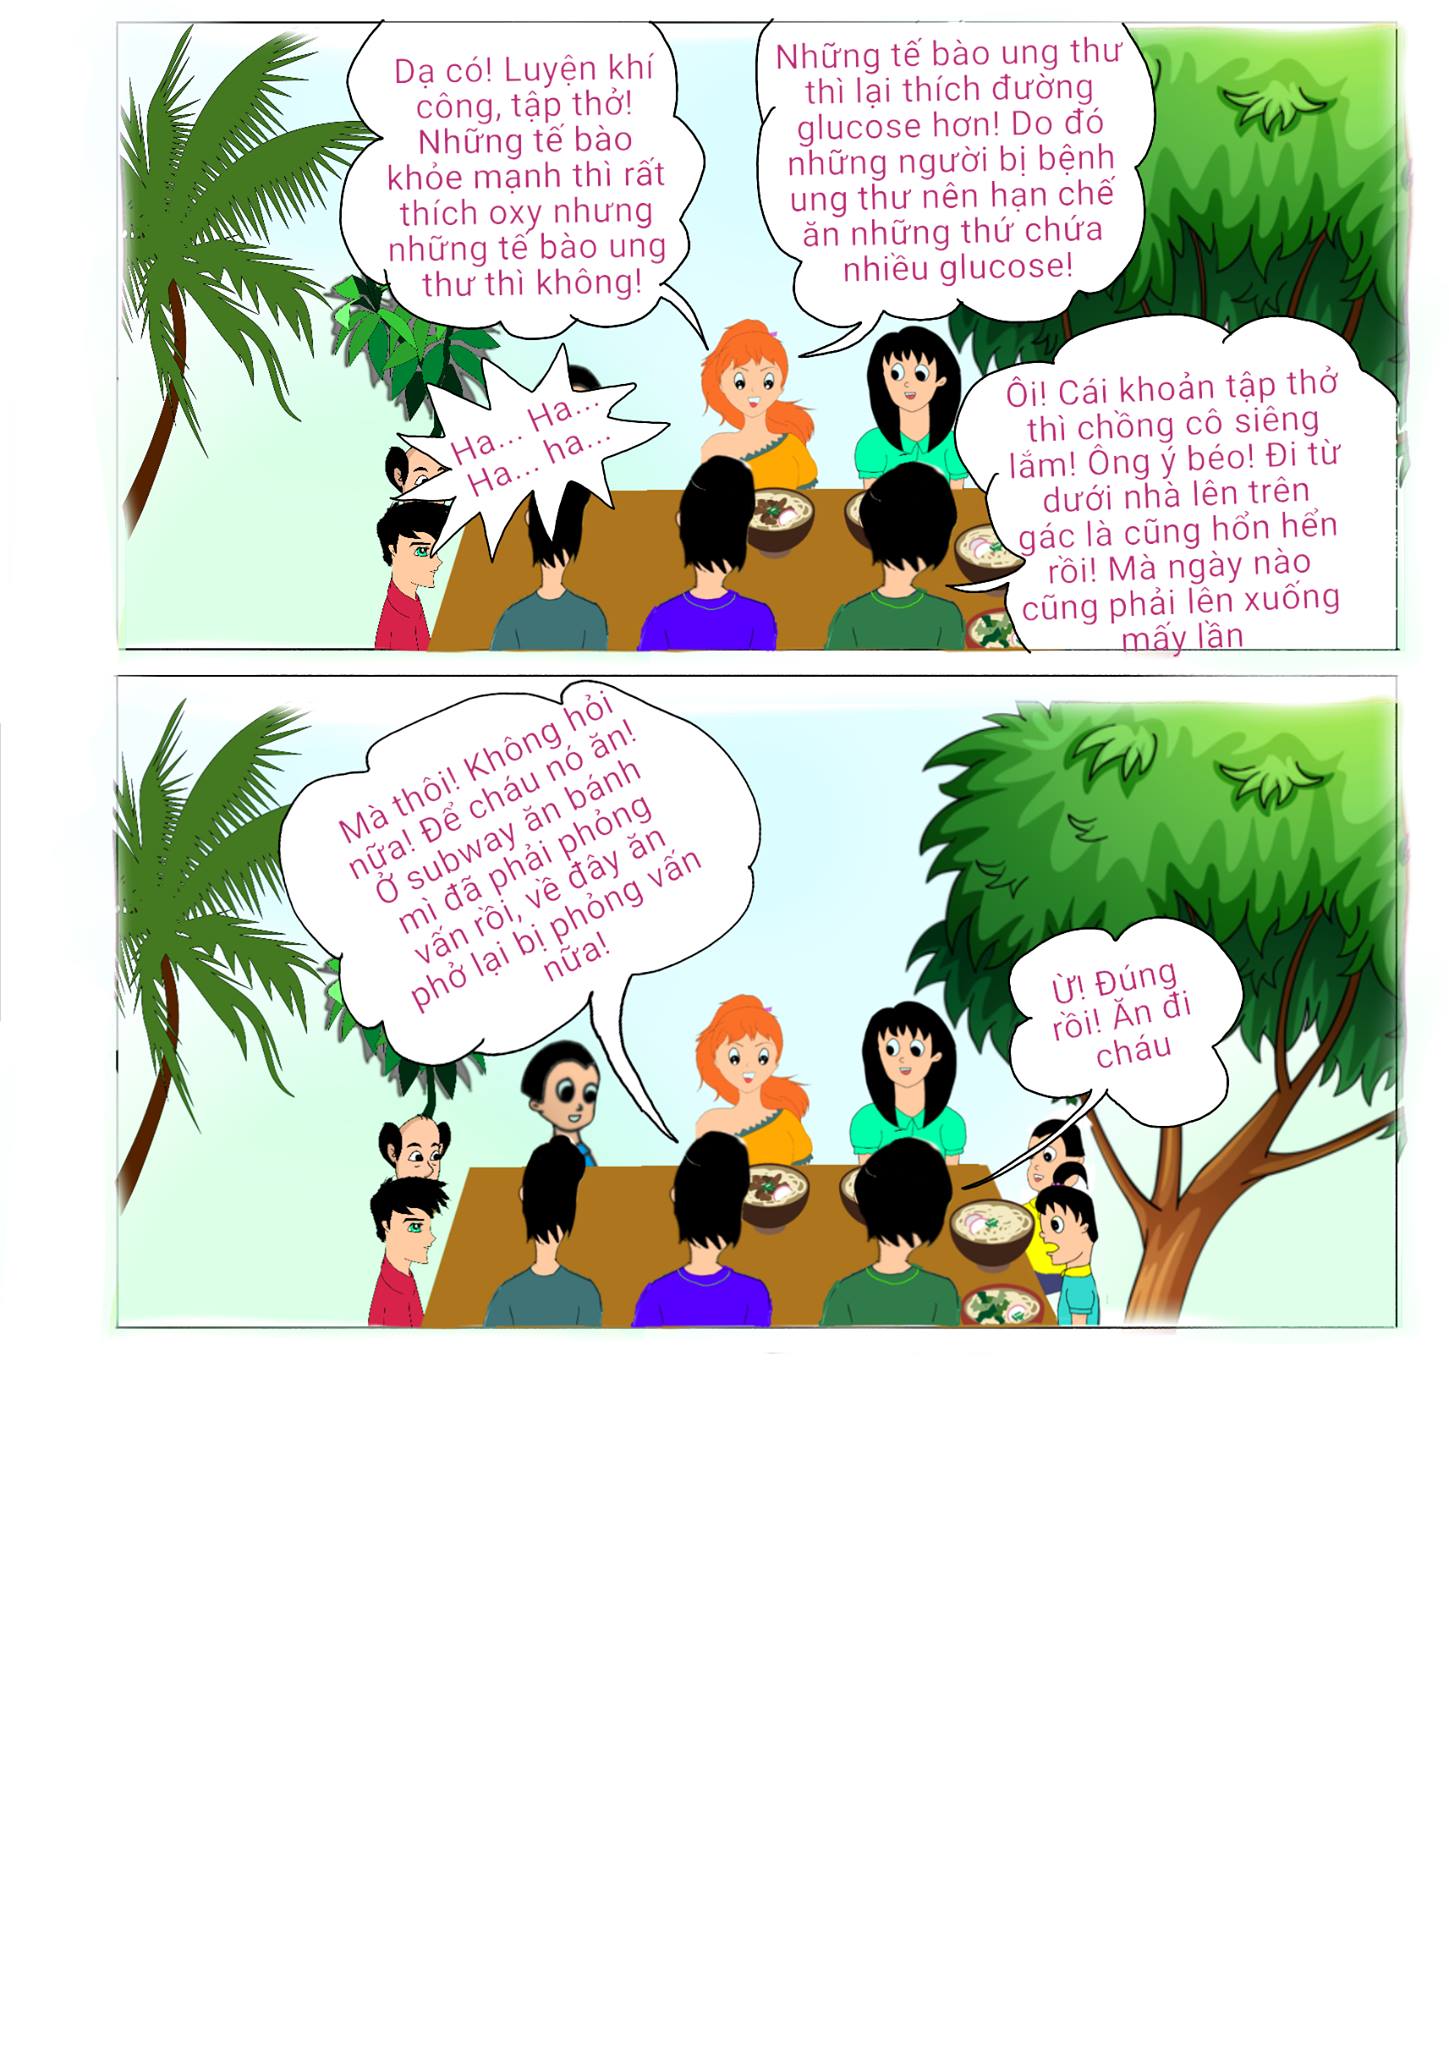 Dạ có! Luyện khí
công, tập thở!
Những tế bào
khỏe mạnh thì rất
thích oxy nhưng
những tế bào ung
thư thì không!
Những tế bào ung thư
thì lại thích đường
glucose hơn! Do đó
những người bị bệnh
ung thư nên hạn chế
ăn những thứ chứa
nhiều glucose!
Ha... Ha...
Ha... ha...
Ôi! Cái khoản tập thở
thì chồng cô siêng
lắm! Ông ý béo! Đi từ
dưới nhà lên trên
gác là cũng hổn hển
rồi! Mà ngày nào
cũng phải lên xuống
mấy lần
Mà thôi! Không hỏi
nữa! Để cháu nó ăn!
Ở subway ăn bánh
mì đã phải phỏng
vấn rồi, về đây ăn
phở lại bị phỏng vấn
nữa!
Ừ! Đúng
rồi! Ăn đi
cháu